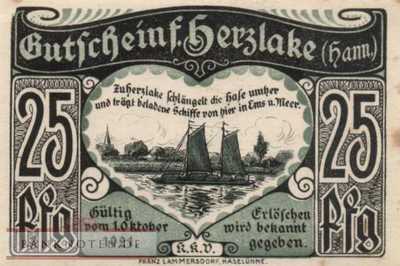 Gutschein f. Herzlake (Hann.)
Zu Herzlake schlängelt die Hase umher
und trägt beladene Schiffe von hier in Ems u. Meer.
25
Pfg
25
Pfg
Gültig
vom 1. Oktober
1921.
Erlöschen
wird bekannt
gegeben.
K.K.V.
FRANZ LAMMERSDORF, HASELÜNNE.